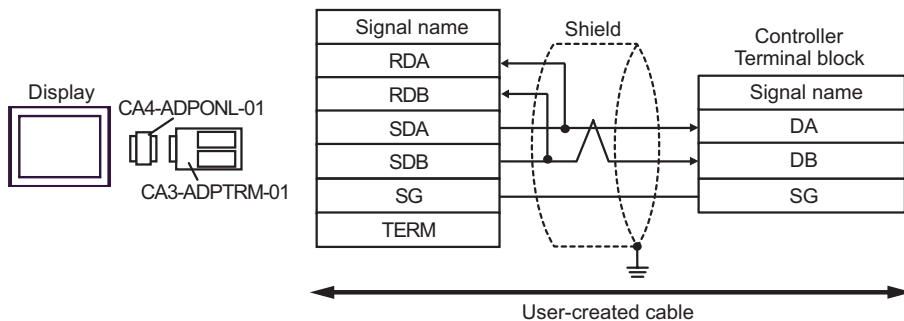 Display
CA4-ADPONL-01
CA3-ADPTRM-01
Signal name
RDA
RDB
SDA
SDB
SG
TERM
Shield
Controller
Terminal block
Signal name
DA
DB
SG
User-created cable